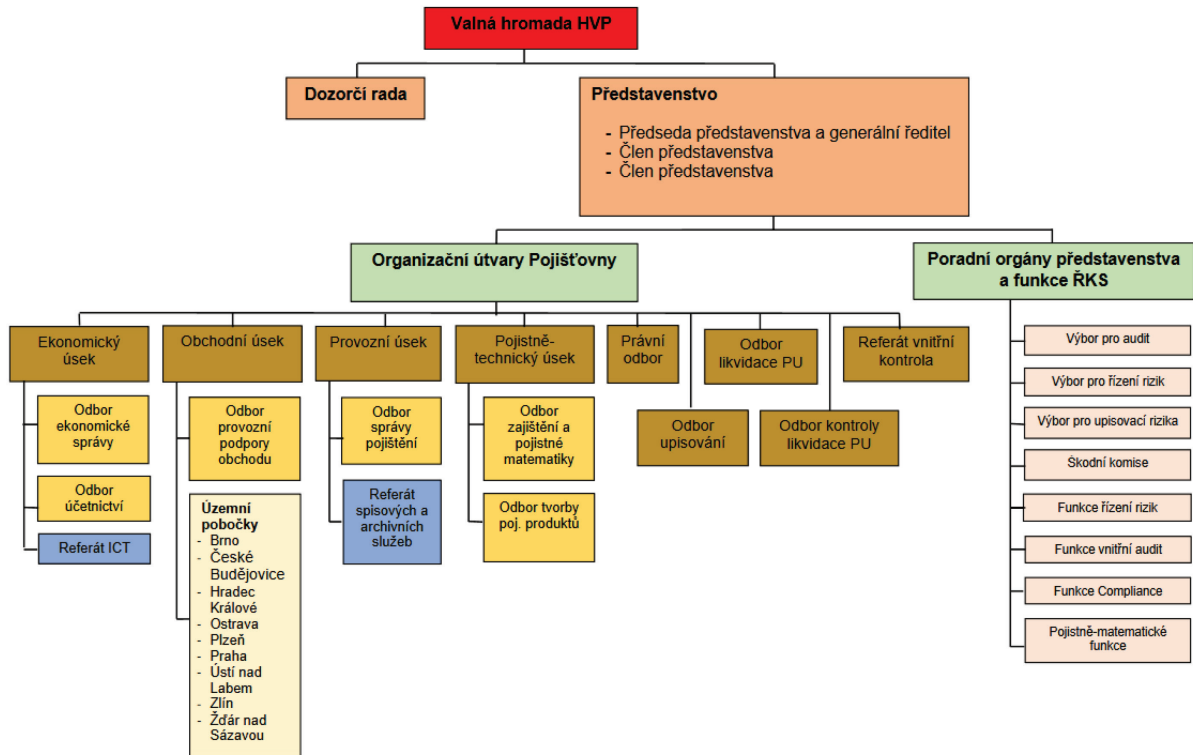 Valná hromada HVP
Dozorčí rada
Představenstvo
- Předseda představenstva a generální ředitel
- Člen představenstva
- Člen představenstva
Organizační útvary Pojišťovny
Poradní orgány představenstva
a funkce ŘKS
Ekonomický
úsek
Obchodní úsek
Provozní úsek
Pojistně-
technický úsek
Právní
odbor
Odbor
likvidace PU
Referát vnitřní
kontrola
Odbor
upisování
Odbor kontroly
likvidace PU
Odbor
ekonomické
správy
Odbor
účetnictví
Referát ICT
Odbor
provozní
podpory
obchodu
Územní
pobočky
- Brno
- České
Budějovice
- Hradec
Králové
- Ostrava
- Plzeň
- Praha
- Ústí nad
Labem
- Zlín
- Žďár nad
Sázavou
Odbor
správy
pojištění
Referát
spisových a
archivních
služeb
Odbor
zajištění a
pojistné
matematiky
Odbor tvorby
poj. produktů
Výbor pro audit
Výbor pro řízení rizik
Výbor pro upisovací rizika
Škodní komise
Funkce řízení rizik
Funkce vnitřní audit
Funkce Compliance
Pojistně-matematické
funkce